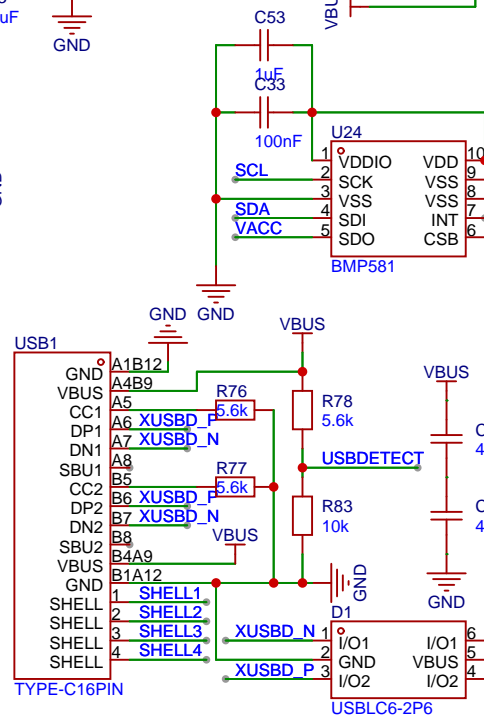 uF
GND
VBUS
C53
1uF
C33
100nF
U24
1 VDDIO VDD 10
SCL 2 SCK VSS 9
3 VSS VSS 8
SDA 4 SDI INT 7
VACC 5 SDO CSB 6
BMP581
GND
GND GND
VBUS
USB1
GND A1B12
VBUS A4B9
CC1 A5
DP1 A6 XUSBD_P
DN1 A7 XUSBD_N
SBU1 A8
CC2 B5
DP2 B6 XUSBD_P
DN2 B7 XUSBD_N
SBU2 B8
VBUS B4A9
GND B1A12
SHELL 1 SHELL1
SHELL 2 SHELL2
SHELL 3 SHELL3
SHELL 4 SHELL4
TYPE-C16PIN
R76
5.6k
R77
5.6k
VBUS
R78
5.6k
USBDETECT
R83
10k
GND
VBUS
C
4
C
4
GND
D1
XUSBD_N 1 I/O1 I/O1 6
2 GND VBUS 5
XUSBD_P 3 I/O2 I/O2 4
USBLC6-2P6